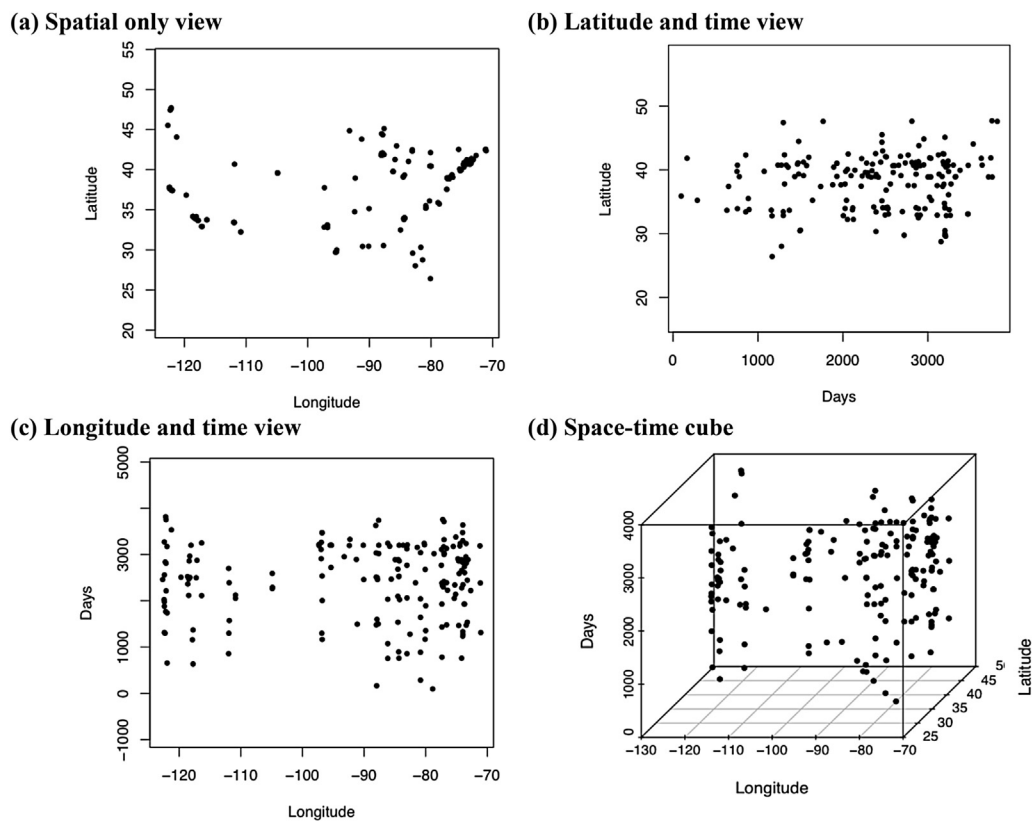 (a) Spatial only view
55
50
45
40
35
30
25
20
Latitude
−120 −110 −100 −90 −80 −70
Longitude
(b) Latitude and time view
50
40
30
20
Latitude
0 1000 2000 3000
Days
(c) Longitude and time view
5000
3000
1000
0
−1000
Days
−120 −110 −100 −90 −80 −70
Longitude
(d) Space-time cube
4000
3000
2000
1000
0
Days
−130 −120 −110 −100 −90 −80 −70
Longitude
25
30
35
40
45
Latitude